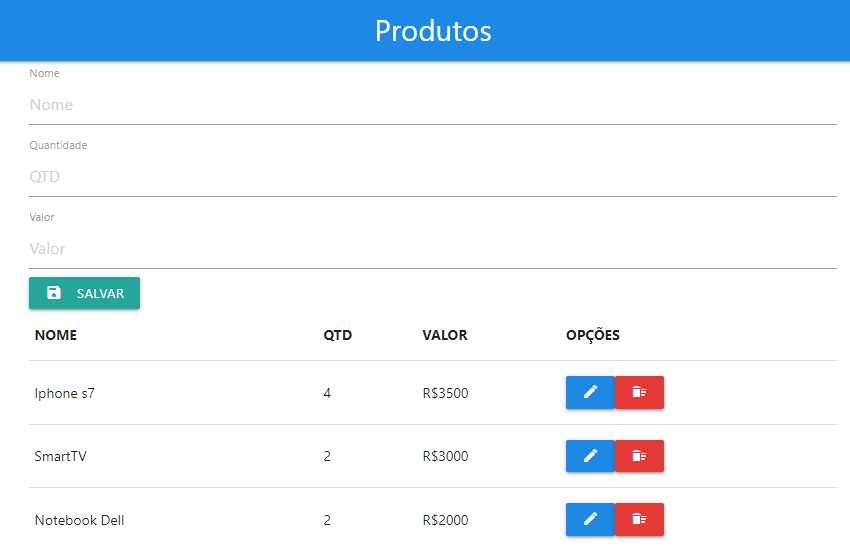 Produtos
Nome
Nome
Quantidade
QTD
Valor
Valor
SALVAR
NOME QTD VALOR OPÇÕES
Iphone s7 4 R$3500
SmartTV 2 R$3000
Notebook Dell 2 R$2000